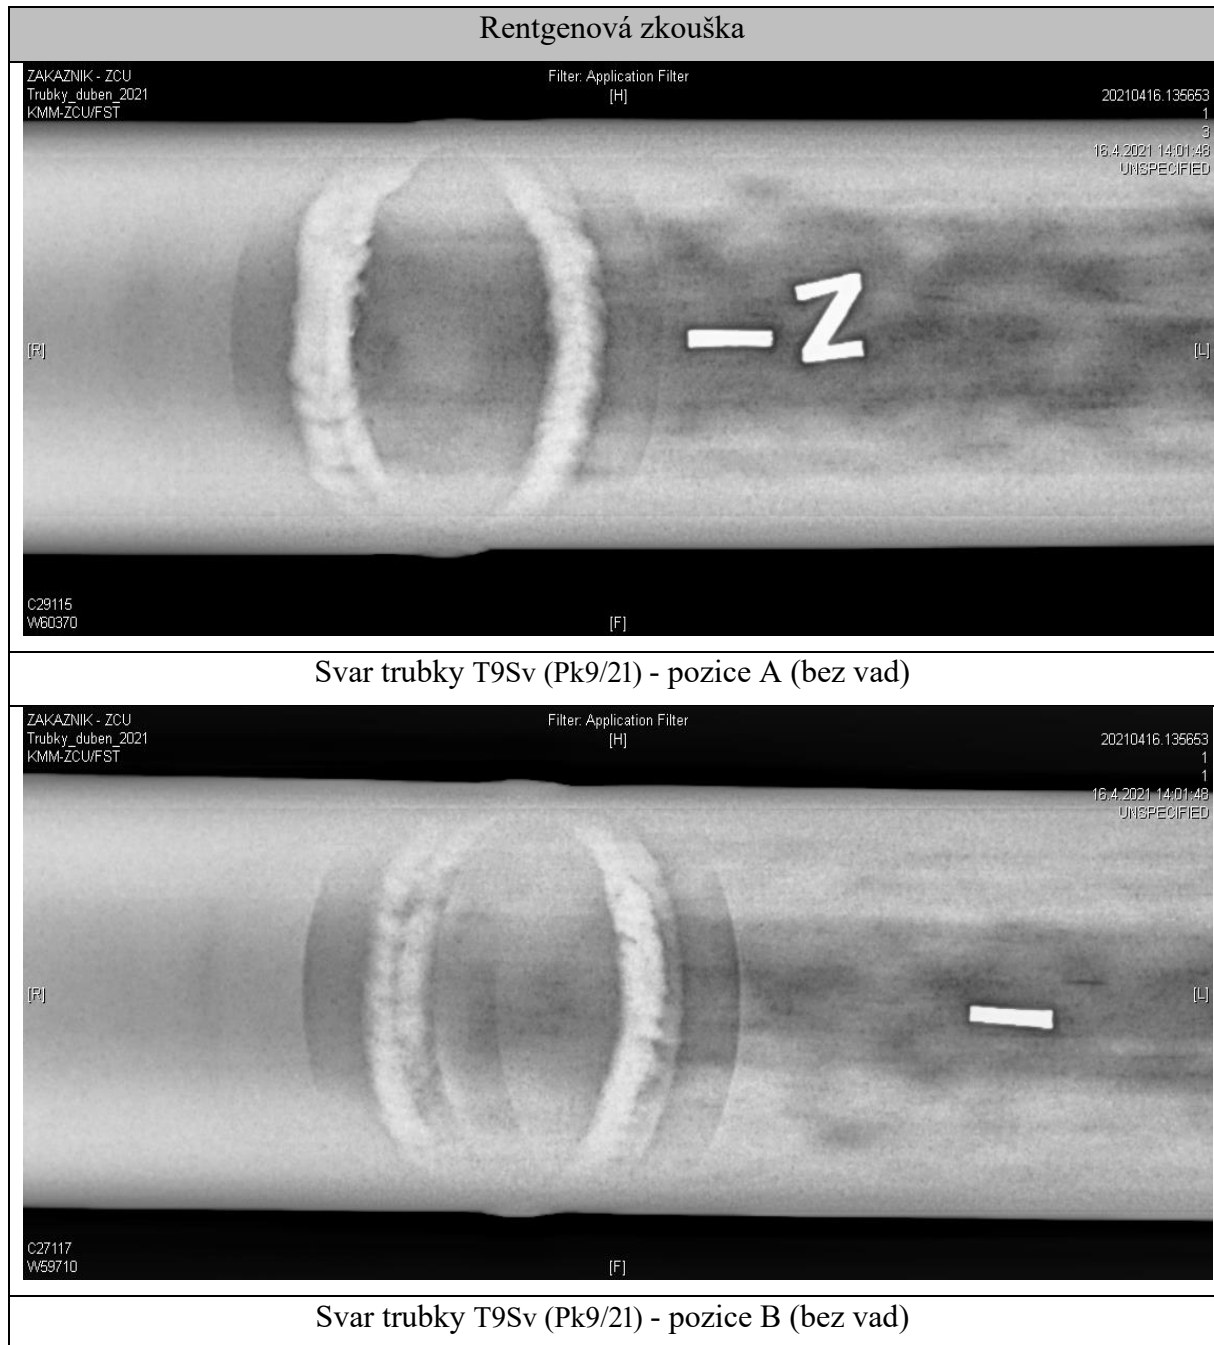 Rentgenová zkouška
ZAKAZNIK - ZCU
Trubky_duben_2021
KMM-ZCU/FST
Filter: Application Filter
[H]
20210416.135653
1
3
16.4.2021 14:01:48
UNSPECIFIED
Z
[R]
[L]
C29115
W60370
[F]
Svar trubky T9Sv (Pk9/2l) - pozice A (bez vad)
ZAKAZNIK - ZCU
Trubky_duben_2021
KMM-ZCU/FST
Filter: Application Filter
[H]
20210416.135653
1
1
16.4.2021 14:01:48
UNSPECIFIED
[R]
[L]
C27117
W59710
[F]
Svar trubky T9Sv (Pk9/2l) - pozice B (bez vad)